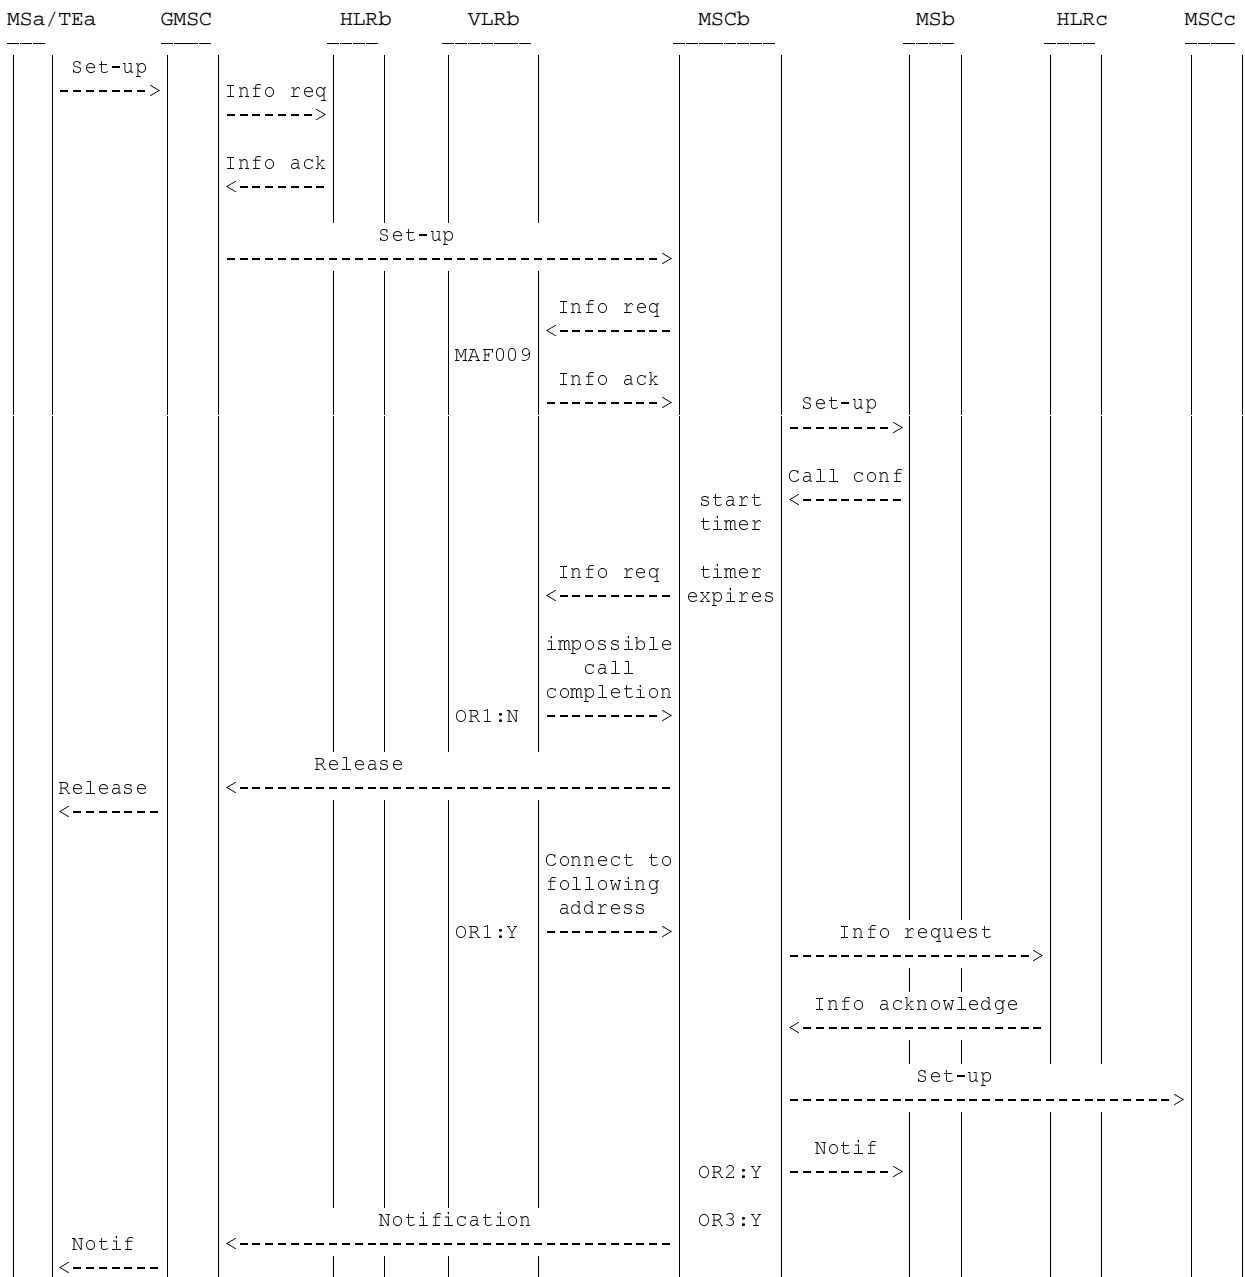 MSa/TEa GMSC HLRb VLRb MSCb MSb HLRc MSCc
Set-up
------->
Info req
------->
Info ack
<-------
Set-up
---------------------------------->
Info req
<---------
MAF009
Info ack
--------->
Set-up
-------->
Call conf
start <--------
timer
Info req timer
<--------- expires
impossible
call
completion
OR1:N --------->
Release
Release <----------------------------------
<-------
Connect to
following
address
OR1:Y ---------> Info request
------------------->
Info acknowledge
<-------------------
Set-up
------------------------------>
Notif
OR2:Y -------->
Notification OR3:Y
Notif <----------------------------------
<-------